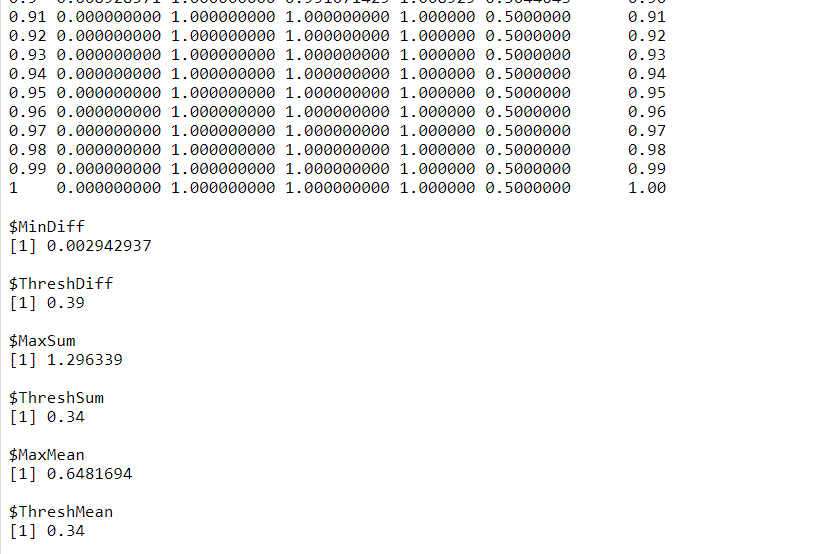 0.91 0.000000000 1.000000000 1.000000000 1.000000 0.5000000      0.91
0.92 0.000000000 1.000000000 1.000000000 1.000000 0.5000000      0.92
0.93 0.000000000 1.000000000 1.000000000 1.000000 0.5000000      0.93
0.94 0.000000000 1.000000000 1.000000000 1.000000 0.5000000      0.94
0.95 0.000000000 1.000000000 1.000000000 1.000000 0.5000000      0.95
0.96 0.000000000 1.000000000 1.000000000 1.000000 0.5000000      0.96
0.97 0.000000000 1.000000000 1.000000000 1.000000 0.5000000      0.97
0.98 0.000000000 1.000000000 1.000000000 1.000000 0.5000000      0.98
0.99 0.000000000 1.000000000 1.000000000 1.000000 0.5000000      0.99
1    0.000000000 1.000000000 1.000000000 1.000000 0.5000000      1.00
$MinDiff
[1] 0.002942937
$ThreshDiff
[1] 0.39
$MaxSum
[1] 1.296339
$ThreshSum
[1] 0.34
$MaxMean
[1] 0.6481694
$ThreshMean
[1] 0.34